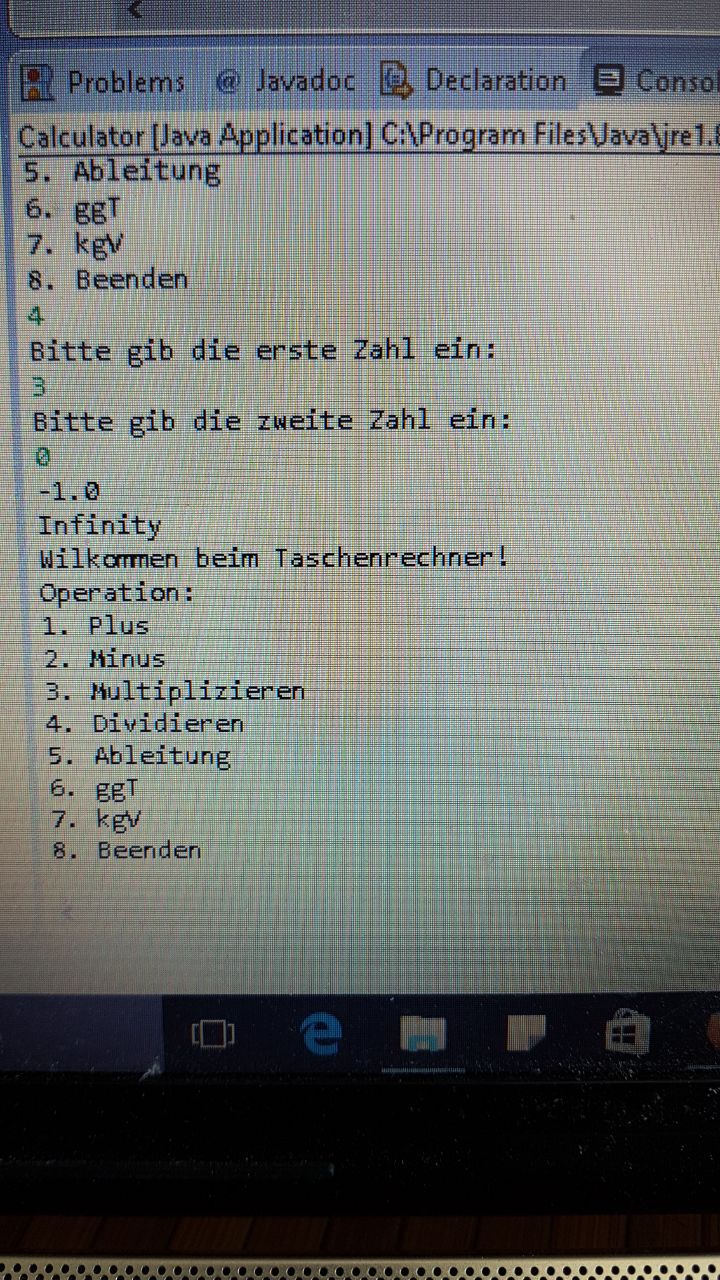 Problems @ Javadoc Declaration Consol
Calculator [Java Application] C:\Program Files\Java\jre1.
5. Ableitung
6. ggT
7. kgV
8. Beenden
4
Bitte gib die erste Zahl ein:
3
Bitte gib die zweite Zahl ein:
0
-1.0
Infinity
Wilkommen beim Taschenrechner!
Operation:
1. Plus
2. Minus
3. Multiplizieren
4. Dividieren
5. Ableitung
6. ggT
7. kgV
8. Beenden